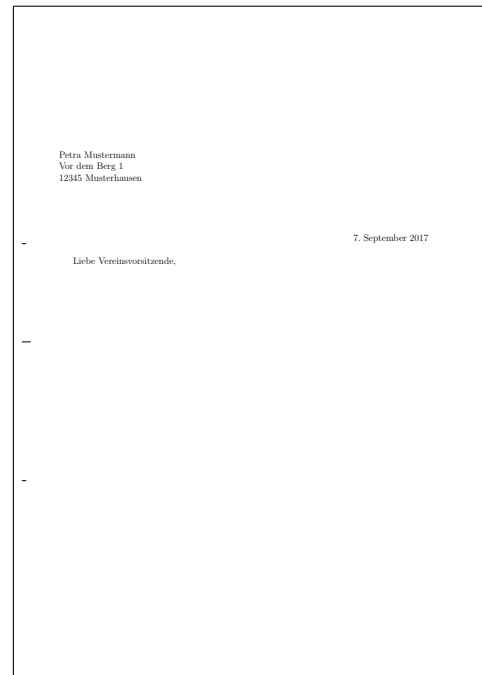 Petra Mustermann
Vor dem Berg 1
12345 Musterhausen
7. September 2017
Liebe Vereinsvorsitzende,